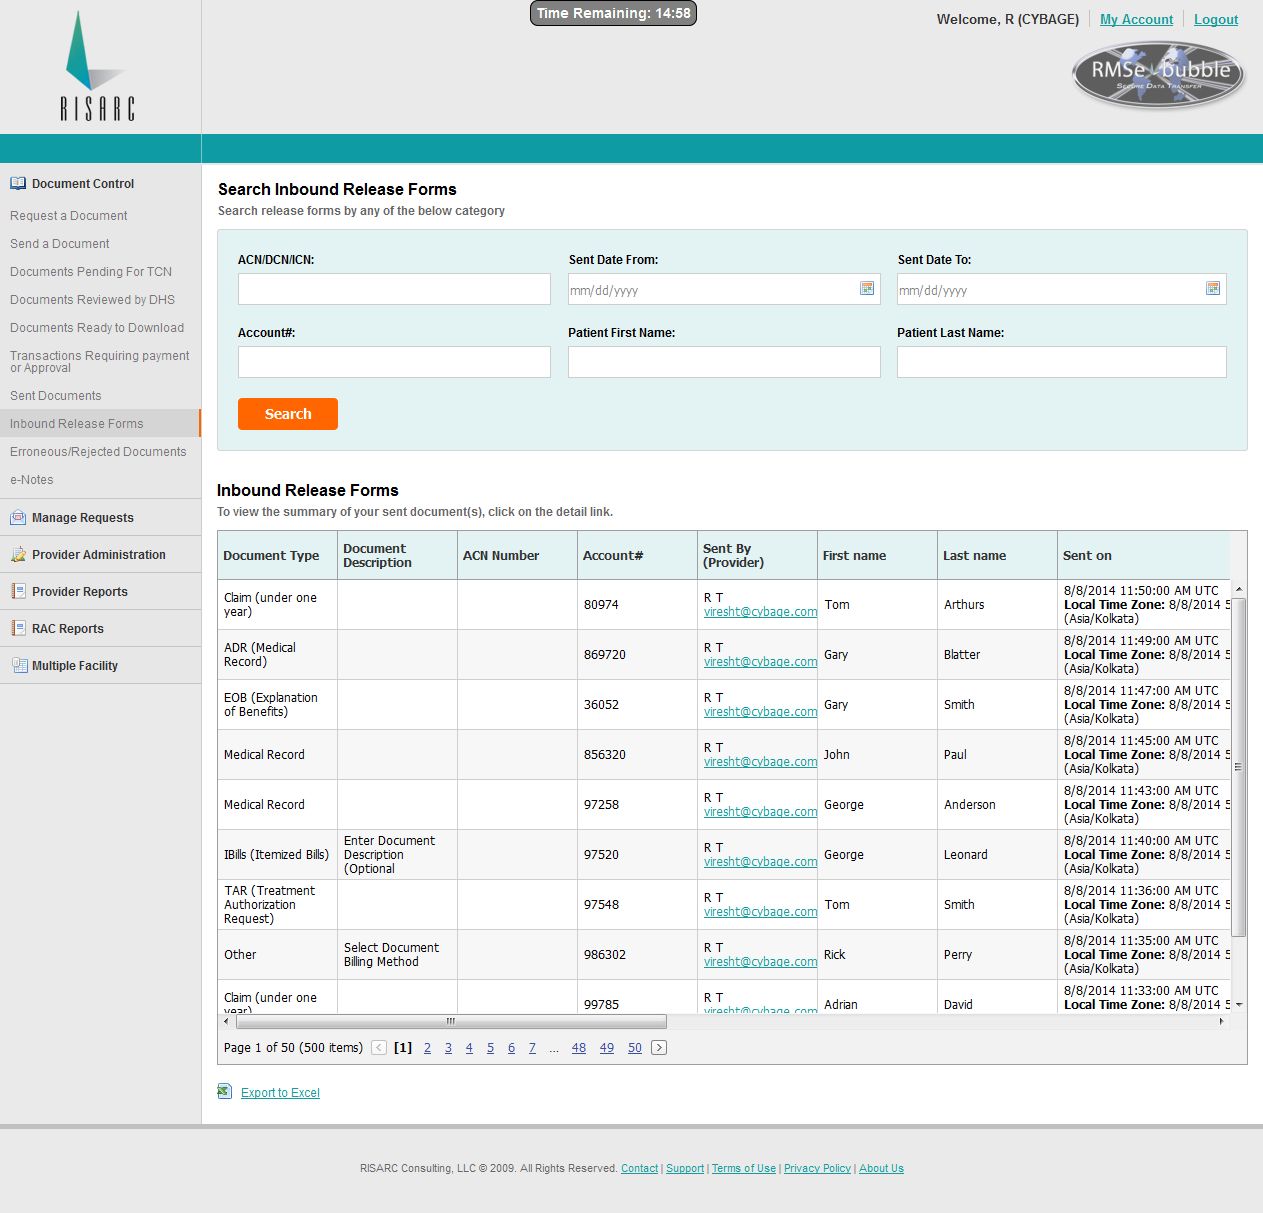 Time Remaining: 14:58
Welcome, R (CYBAGE)
My Account
Logout
RISARC
RMSe bubble
SECURE DATA TRANSFER
Document Control
Request a Document
Send a Document
Documents Pending For TCN
Documents Reviewed by DHS
Documents Ready to Download
Transactions Requiring payment
or Approval
Sent Documents
Inbound Release Forms
Erroneous/Rejected Documents
e-Notes
Manage Requests
Provider Administration
Provider Reports
RAC Reports
Multiple Facility
Search Inbound Release Forms
Search release forms by any of the below category
ACN/DCN/ICN:
Sent Date From:
Sent Date To:
mm/dd/yyyy
mm/dd/yyyy
Account#:
Patient First Name:
Patient Last Name:
Search
Inbound Release Forms
To view the summary of your sent document(s), click on the detail link.
Document Type
Document
Description
ACN Number
Account#
Sent By
(Provider)
First name
Last name
Sent on
Claim (under one
year)
80974
R T
viresht@cybage.com
Tom
Arthurs
8/8/2014 11:50:00 AM UTC
Local Time Zone: 8/8/2014 5
(Asia/Kolkata)
ADR (Medical
Record)
869720
R T
viresht@cybage.com
Gary
Blatter
8/8/2014 11:49:00 AM UTC
Local Time Zone: 8/8/2014 5
(Asia/Kolkata)
EOB (Explanation
of Benefits)
36052
R T
viresht@cybage.com
Gary
Smith
8/8/2014 11:47:00 AM UTC
Local Time Zone: 8/8/2014 5
(Asia/Kolkata)
Medical Record
856320
R T
viresht@cybage.com
John
Paul
8/8/2014 11:45:00 AM UTC
Local Time Zone: 8/8/2014 5
(Asia/Kolkata)
Medical Record
97258
R T
viresht@cybage.com
George
Anderson
8/8/2014 11:43:00 AM UTC
Local Time Zone: 8/8/2014 5
(Asia/Kolkata)
IBills (Itemized Bills)
Enter Document
Description
(Optional
97520
R T
viresht@cybage.com
George
Leonard
8/8/2014 11:40:00 AM UTC
Local Time Zone: 8/8/2014 5
(Asia/Kolkata)
TAR (Treatment
Authorization
Request)
97548
R T
viresht@cybage.com
Tom
Smith
8/8/2014 11:36:00 AM UTC
Local Time Zone: 8/8/2014 5
(Asia/Kolkata)
Other
Select Document
Billing Method
986302
R T
viresht@cybage.com
Rick
Perry
8/8/2014 11:35:00 AM UTC
Local Time Zone: 8/8/2014 5
(Asia/Kolkata)
Claim (under one
year)
99785
R T
viresht@cybage.com
Adrian
David
8/8/2014 11:33:00 AM UTC
Local Time Zone: 8/8/2014 5
Page 1 of 50 (500 items) [1] 2 3 4 5 6 7 ... 48 49 50
Export to Excel
RISARC Consulting, LLC © 2009. All Rights Reserved. Contact | Support | Terms of Use | Privacy Policy | About Us